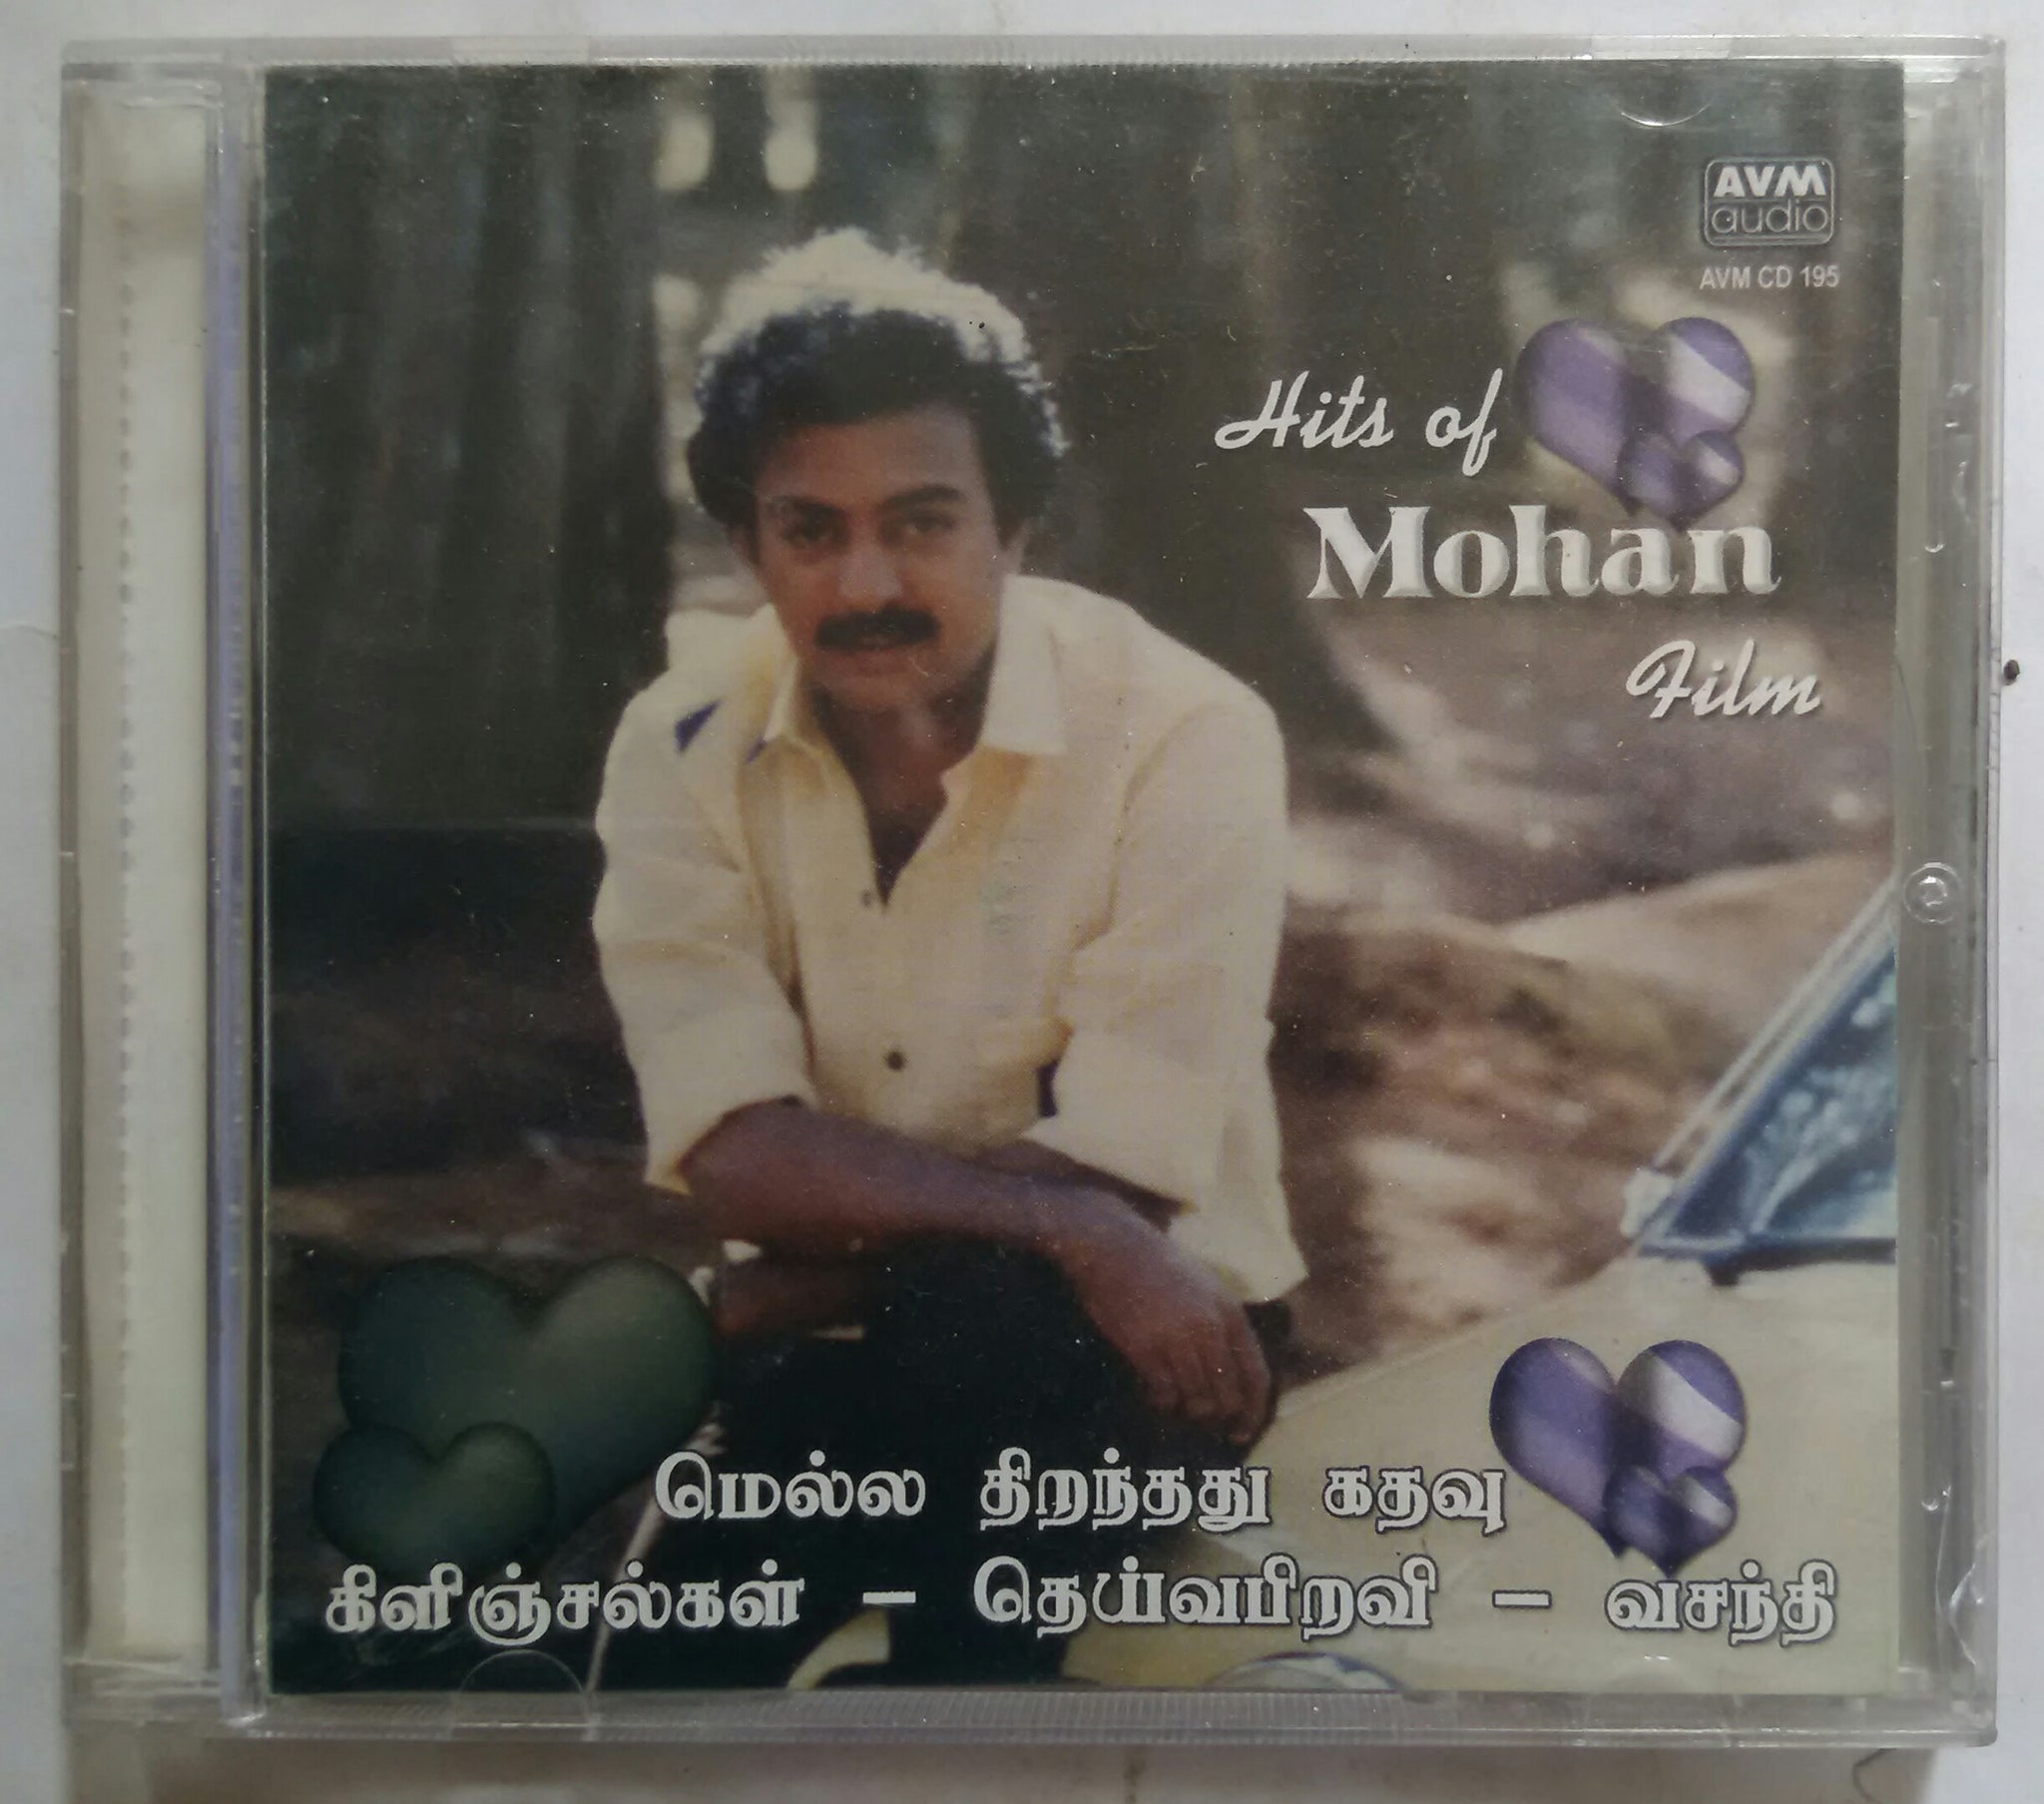 AVM
audio
AVM CD 195
Hits of
Mohan
Film
மெல்ல திறந்தது கதவு
கிளிஞ்சல்கள் - தெய்வபிறவி - வசந்தி